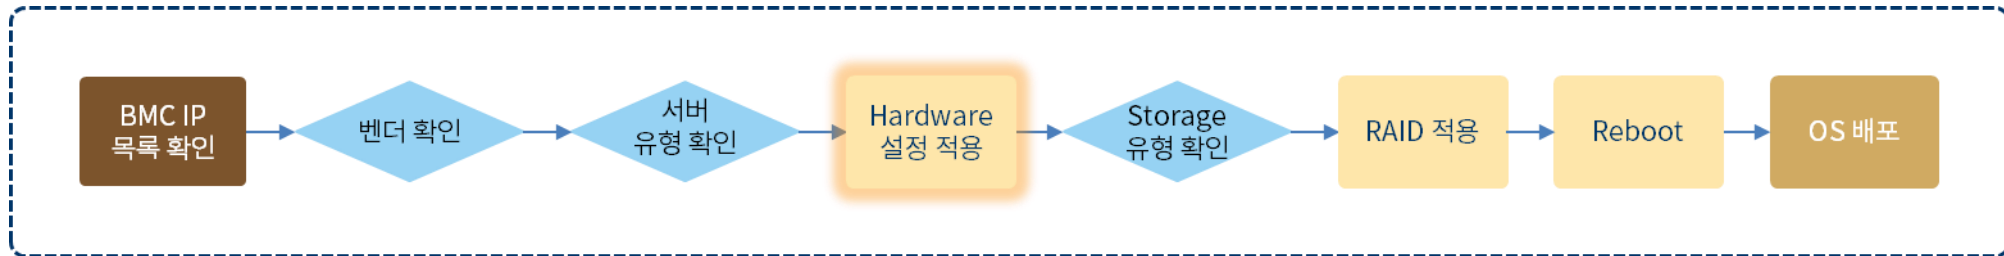 BMC IP
목록 확인
벤더 확인
서버
유형 확인
Hardware
설정 적용
Storage
유형 확인
RAID 적용
Reboot
OS 배포